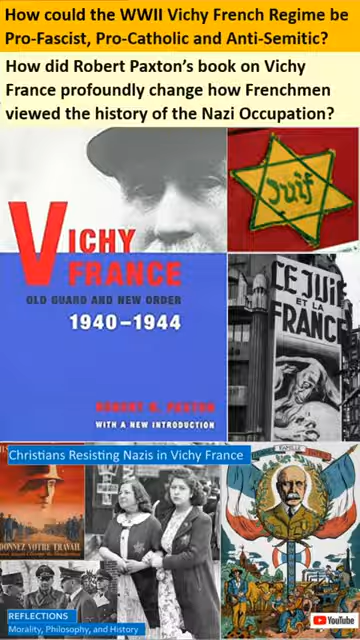 How could the WWII Vichy French Regime be
Pro-Fascist, Pro-Catholic and Anti-Semitic?
How did Robert Paxton's book on Vichy
France profoundly change how Frenchmen
viewed the history of the Nazi Occupation?
Juif
VICHY
FRANCE
OLD GUARD AND NEW ORDER
1940–1944
ROBERT O. PAXTON
WITH A NEW INTRODUCTION
LE JUIF
ET LA
FRANCE
Christians Resisting Nazis in Vichy France
DONNEZ VOTRE TRAVAIL
FAMILLE
REFLECTIONS
Morality, Philosophy, and History
YouTube